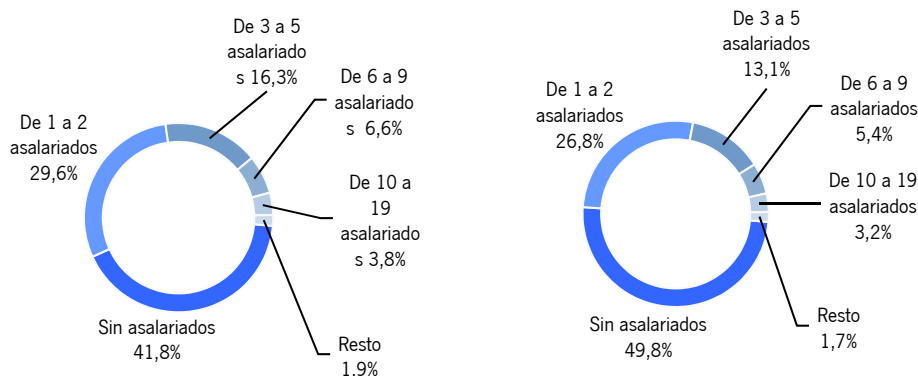 De 3 a 5
asalariado
s 16,3%
De 6 a 9
asalariado
s 6,6%
De 1 a 2
asalariados
29,6%
De 10 a
19
asalariado
s 3,8%
Sin asalariados
41,8%
Resto
1.9%
De 3 a 5
asalariados
13,1%
De 6 a 9
asalariados
5,4%
De 1 a 2
asalariados
26,8%
De 10 a 19
asalariados
3,2%
Sin asalariados
49,8%
Resto
1,7%